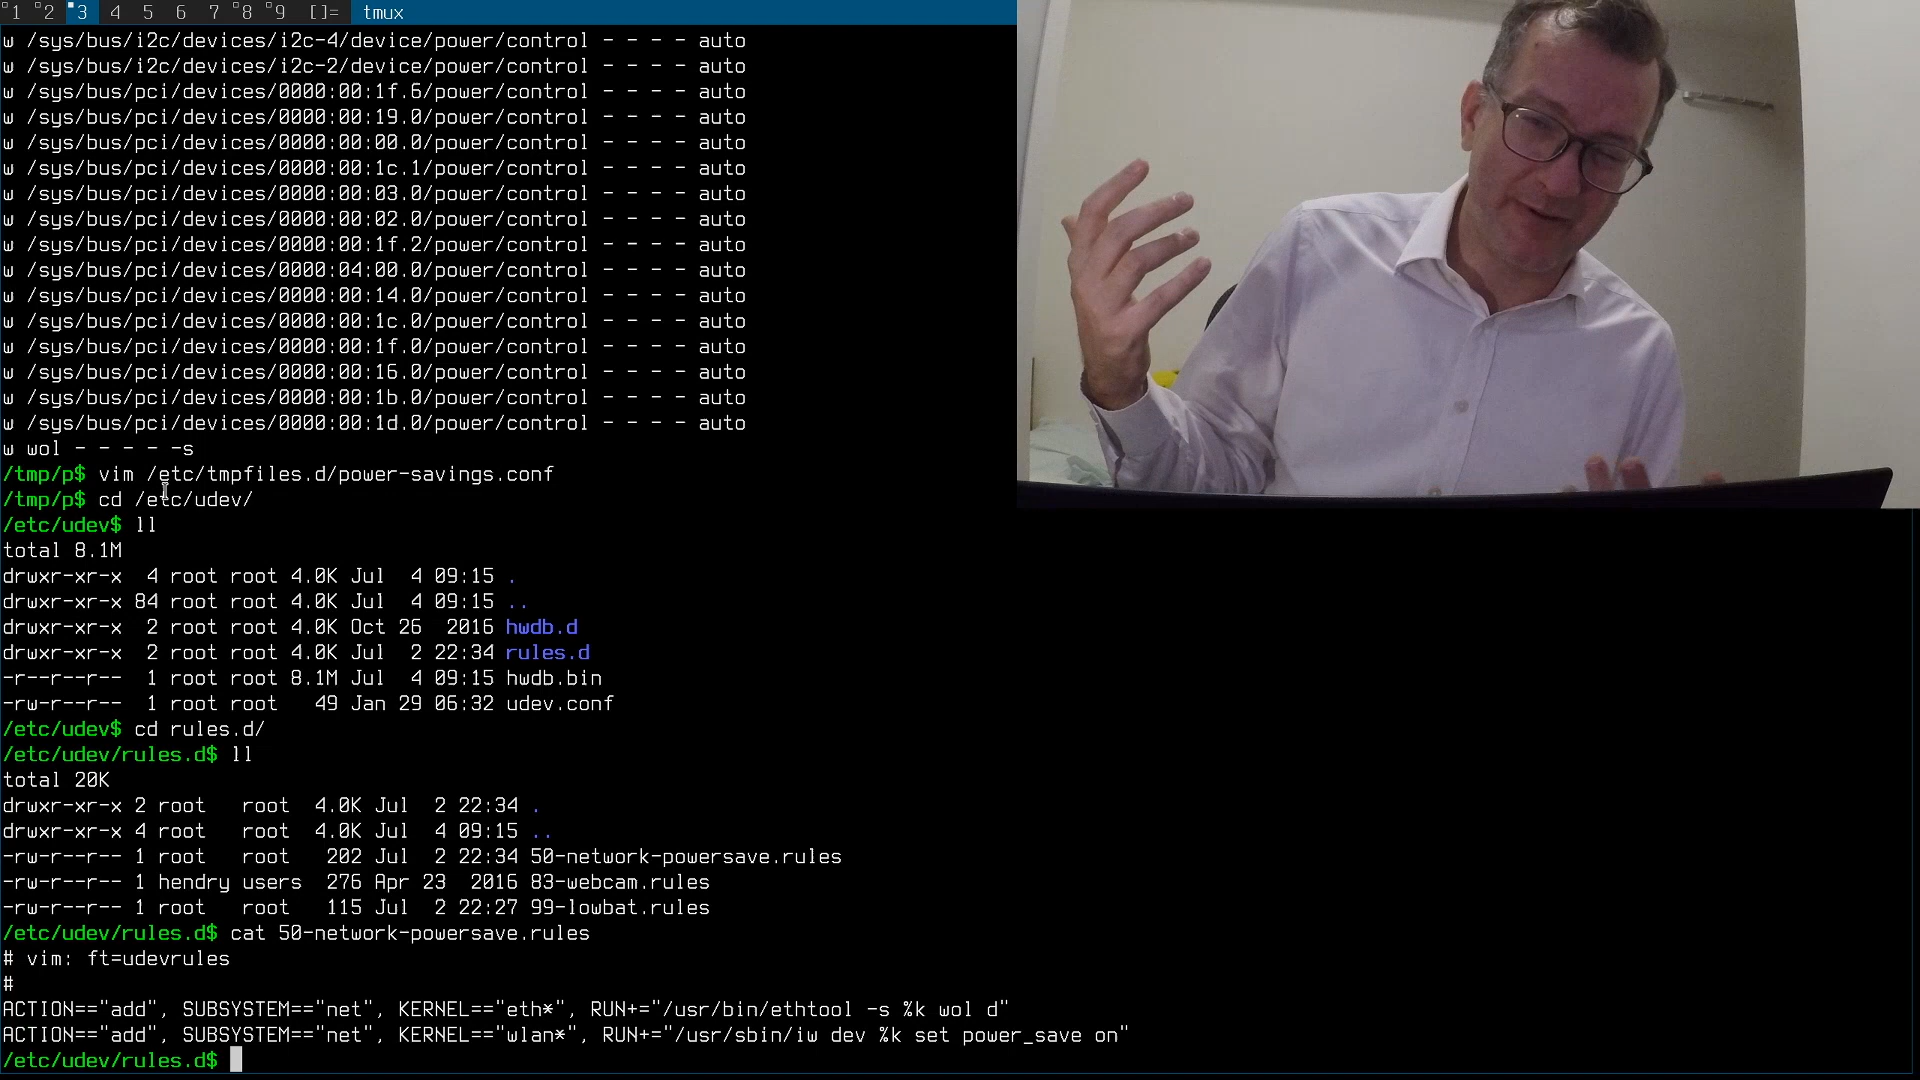 1 2 3 4 5 6 7 8 9 []= tmux
w /sys/bus/i2c/devices/i2c-4/device/power/control - - - - auto
w /sys/bus/i2c/devices/i2c-2/device/power/control - - - - auto
w /sys/bus/pci/devices/0000:00:1f.6/power/control - - - - auto
w /sys/bus/pci/devices/0000:00:19.0/power/control - - - - auto
w /sys/bus/pci/devices/0000:00:00.0/power/control - - - - auto
w /sys/bus/pci/devices/0000:00:1c.1/power/control - - - - auto
w /sys/bus/pci/devices/0000:00:03.0/power/control - - - - auto
w /sys/bus/pci/devices/0000:00:02.0/power/control - - - - auto
w /sys/bus/pci/devices/0000:00:1f.2/power/control - - - - auto
w /sys/bus/pci/devices/0000:04:00.0/power/control - - - - auto
w /sys/bus/pci/devices/0000:00:14.0/power/control - - - - auto
w /sys/bus/pci/devices/0000:00:1c.0/power/control - - - - auto
w /sys/bus/pci/devices/0000:00:1f.0/power/control - - - - auto
w /sys/bus/pci/devices/0000:00:16.0/power/control - - - - auto
w /sys/bus/pci/devices/0000:00:1b.0/power/control - - - - auto
w /sys/bus/pci/devices/0000:00:1d.0/power/control - - - - auto
w wol - - - - -s
/tmp/p$ vim /etc/tmpfiles.d/power-savings.conf
/tmp/p$ cd /etc/udev/
/etc/udev$ ll
total 8.1M
drwxr-xr-x  4 root root 4.0K Jul  4 09:15 .
drwxr-xr-x 84 root root 4.0K Jul  4 09:15 ..
drwxr-xr-x  2 root root 4.0K Oct 26  2016 hwdb.d
drwxr-xr-x  2 root root 4.0K Jul  2 22:34 rules.d
-r--r--r--  1 root root 8.1M Jul  4 09:15 hwdb.bin
-rw-r--r--  1 root root   49 Jan 29 06:32 udev.conf
/etc/udev$ cd rules.d/
/etc/udev/rules.d$ ll
total 20K
drwxr-xr-x 2 root   root  4.0K Jul  2 22:34 .
drwxr-xr-x 4 root   root  4.0K Jul  4 09:15 ..
-rw-r--r-- 1 root   root   202 Jul  2 22:34 50-network-powersave.rules
-rw-r--r-- 1 hendry users  276 Apr 23  2016 83-webcam.rules
-rw-r--r-- 1 root   root   115 Jul  2 22:27 99-lowbat.rules
/etc/udev/rules.d$ cat 50-network-powersave.rules
# vim: ft=udevrules
#
ACTION=="add", SUBSYSTEM=="net", KERNEL=="eth*", RUN+="/usr/bin/ethtool -s %k wol d"
ACTION=="add", SUBSYSTEM=="net", KERNEL=="wlan*", RUN+="/usr/sbin/iw dev %k set power_save on"
/etc/udev/rules.d$